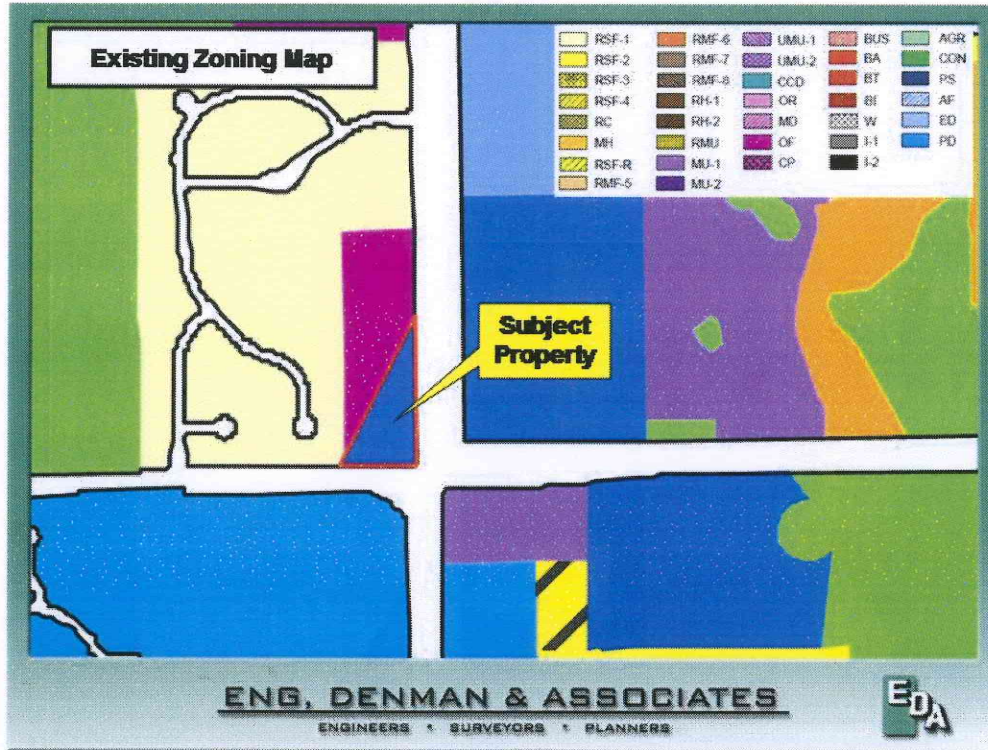 Existing Zoning Map
RSF-1
RSF-2
RSF-3
RSF-4
RC
MH
RSF-R
RMF-5
RMF-6
RMF-7
RMF-8
RH-1
RH-2
RMU
MU-1
MU-2
UMU-1
UMU-2
CCD
OR
MD
OF
CP
BUS
BA
BT
BI
W
I-1
I-2
AGR
CON
PS
AF
ED
PD
Subject
Property
ENG, DENMAN & ASSOCIATES
ENGINEERS • SURVEYORS • PLANNERS
EDA